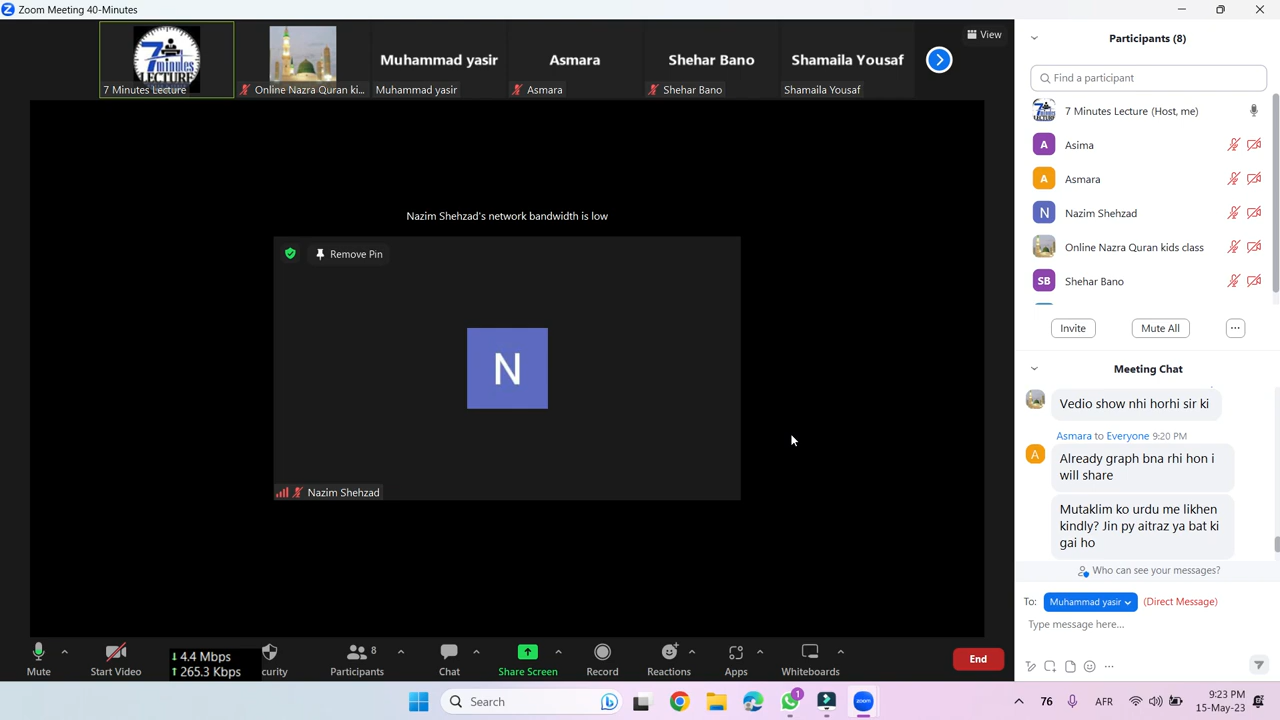 Zoom Meeting 40-Minutes
View
7 minutes LECTURE
Muhammad yasir
Asmara
Shehar Bano
Shamaila Yousaf
7 Minutes Lecture
Online Nazra Quran ki...
Muhammad yasir
Asmara
Shehar Bano
Shamaila Yousaf
Nazim Shehzad's network bandwidth is low
Remove Pin
N
Nazim Shehzad
Participants (8)
Find a participant
7 Minutes Lecture (Host, me)
A Asima
A Asmara
N Nazim Shehzad
Online Nazra Quran kids class
SB Shehar Bano
Invite
Mute All
Meeting Chat
Vedio show nhi horhi sir ki
Asmara to Everyone 9:20 PM
A
Already graph bna rhi hon i
will share
Mutaklim ko urdu me likhen
kindly? Jin py aitraz ya bat ki
gai ho
Who can see your messages?
To: Muhammad yasir (Direct Message)
Type message here...
Mute
Start Video
↓ 4.4 Mbps
↑ 265.3 Kbps
curity
8
Participants
Chat
Share Screen
Record
Reactions
Apps
Whiteboards
End
Search
1
zoom
76
AFR
9:23 PM
15-May-23